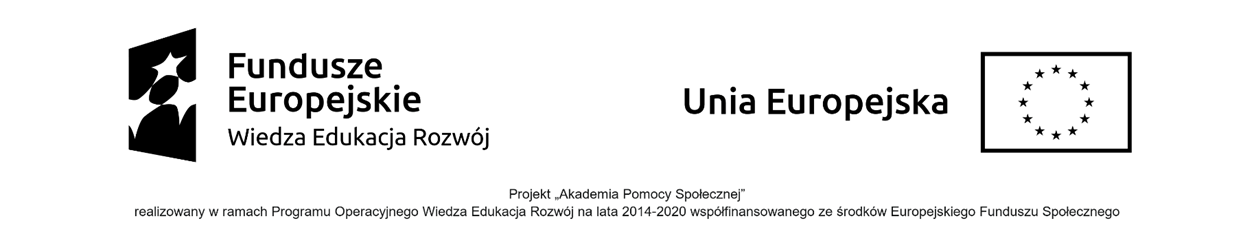 Fundusze
Europejskie
Wiedza Edukacja Rozwój
Unia Europejska
Projekt „Akademia Pomocy Społecznej”
realizowany w ramach Programu Operacyjnego Wiedza Edukacja Rozwój na lata 2014-2020 współfinansowanego ze środków Europejskiego Funduszu Społecznego